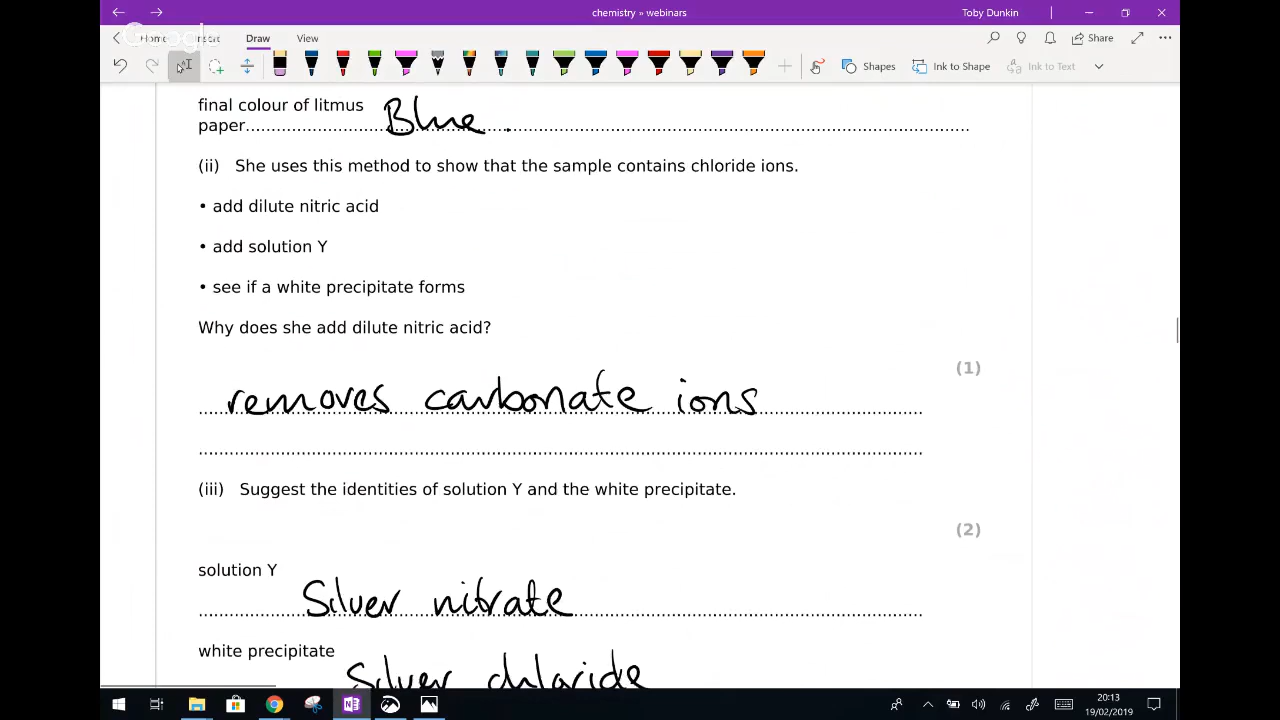 chemistry » webinars
Toby Dunkin
Google
Home Insert Draw View
Share
Shapes Ink to Shape Ink to Text
final colour of litmus
paper Blue .
(ii) She uses this method to show that the sample contains chloride ions.
• add dilute nitric acid
• add solution Y
• see if a white precipitate forms
Why does she add dilute nitric acid?
(1)
removes carbonate ions
(iii) Suggest the identities of solution Y and the white precipitate.
(2)
solution Y
Silver nitrate
white precipitate
Silver chloride
20:13
19/02/2019